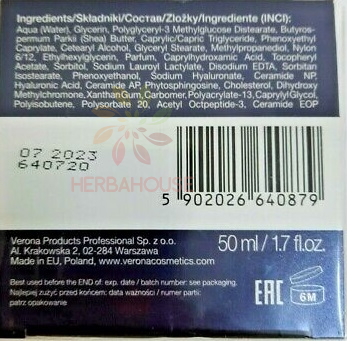 Ingredients/Składniki/Состав/Zložky/Ingrediente (INCI):
Aqua (Water), Glycerin, Polyglyceryl-3 Methylglucose Distearate, Butyros-
permum Parkii (Shea) Butter, Caprylic/Capric Triglyceride, Phenoxyethyl
Caprylate, Cetearyl Alcohol, Glyceryl Stearate, Methylpropanediol, Nylon
6/12, Ethylhexylglycerin, Parfum, Caprylhydroxamic Acid, Tocopheryl
Acetate, Sorbitol, Sodium Lauroyl Lactylate, Disodium EDTA, Sorbitan
Stearate, Phenoxyethanol, Sodium Hyaluronate, Ceramide NP,
Hyaluronic Acid, Ceramide AP, Phytosphingosine, Cholesterol, Dihydroxy
Methylchromone, Xanthan Gum, Carbomer, Polyacrylate-13, Caprylyl Glycol,
Polyisobutene, Polysorbate 20, Acetyl Octpeptide-3, Ceramide EOP
07 2023
640720
HERBAHOUSE
5 902026 640879
Verona Products Professional Sp. z o.o.
Al. Krakowska 2, 02-284 Warszawa
Made in EU, Poland, www.veronacosmetics.com
50 ml / 1.7 fl.oz.
Best used before the END of: exp. date / batch number: see packaging.
Najlepiej zużyć przed końcem: data ważności / numer partii:
patrz opakowanie
EAC
6M